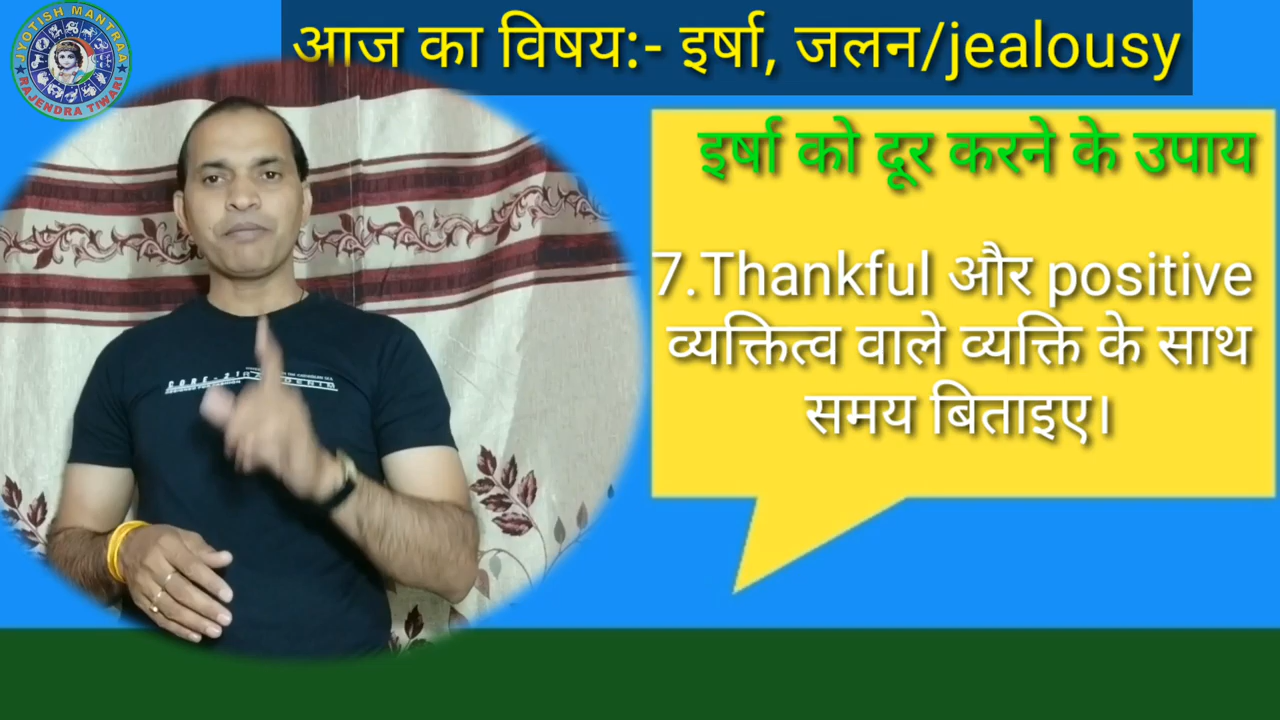 JYOTISH MANTRAA
RAJENDRA TIWARI
आज का विषय:- इर्षा, जलन/jealousy
इर्षा को दूर करने के उपाय
7.Thankful और positive
व्यक्तित्व वाले व्यक्ति के साथ
समय बिताइए।